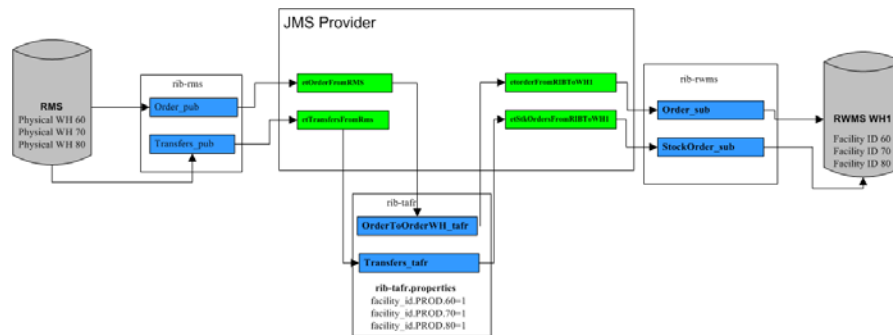 JMS Provider
RMS
Physical WH 60
Physical WH 70
Physical WH 80
rib-rms
Order_pub
Transfers_pub
etOrderFromRMS
etTransfersFromRms
etorderFromRIBToWH1
etStkOrdersFromRIBToWH1
rib-rwms
Order_sub
StockOrder_sub
RWMS WH1
Facility ID 60
Facility ID 70
Facility ID 80
rib-tafr
OrderToOrderWH_tafr
Transfers_tafr
rib-tafr.properties
facility_id.PROD.60=1
facility_id.PROD.70=1
facility_id.PROD.80=1